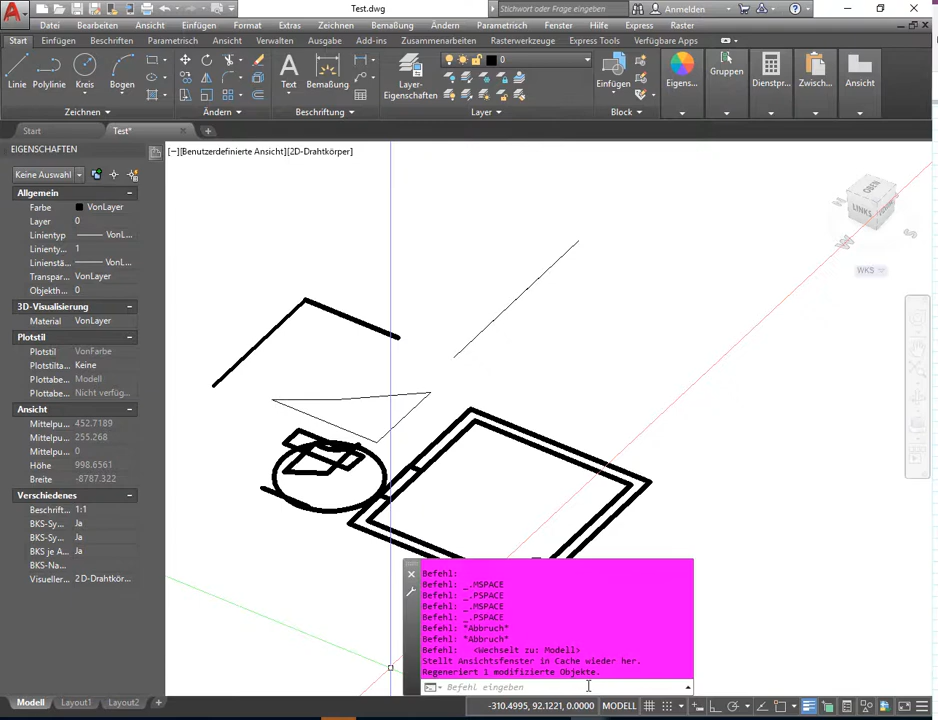 Test.dwg
Stichwort oder Frage eingeben
Anmelden
Datei Bearbeiten Ansicht Einfügen Format Extras Zeichnen Bemaßung Ändern Parametrisch Fenster Hilfe Express Raster
Start Einfügen Beschriften Parametrisch Ansicht Verwalten Ausgabe Add-ins Zusammenarbeiten Rasterwerkzeuge Express Tools Verfügbare Apps
Linie Polylinie Kreis Bogen Text Bemaßung Layer-Eigenschaften 0 Einfügen Eigens... Gruppen Dienstpr... Zwisch... Ansicht
Zeichnen Ändern Beschriftung Layer Block
Start Test*
EIGENSCHAFTEN
[−][Benutzerdefinierte Ansicht][2D-Drahtkörper]
Keine Auswahl
Allgemein
Farbe VonLayer
Layer 0
Linientyp VonL...
Linienty... 1
Linienstä... VonL...
Transpar... VonLayer
Objekth... 0
3D-Visualisierung
Material VonLayer
Plotstil
Plotstil VonFarbe
Plotstilta... Keine
Plottabe... Modell
Plottabe... Nicht verfüg...
Ansicht
Mittelpu... 452.7189
Mittelpu... 255.268
Mittelpu... 0
Höhe 998.6561
Breite -8787.322
Verschiedenes
Beschrift... 1:1
BKS-Sy... Ja
BKS-Sy... Ja
BKS je A... Ja
BKS-Na...
Visueller... 2D-Drahtkör...
OBEN
LINKS
WKS
Befehl:
Befehl: _.MSPACE
Befehl: _.PSPACE
Befehl: _.MSPACE
Befehl: _.PSPACE
Befehl: *Abbruch*
Befehl: *Abbruch*
Befehl: <Wechselt zu: Modell>
Stellt Ansichtsfenster in Cache wieder her.
Regeneriert 1 modifizierte Objekte.
Befehl eingeben
Modell Layout1 Layout2
-310.4995, 92.1221, 0.0000 MODELL